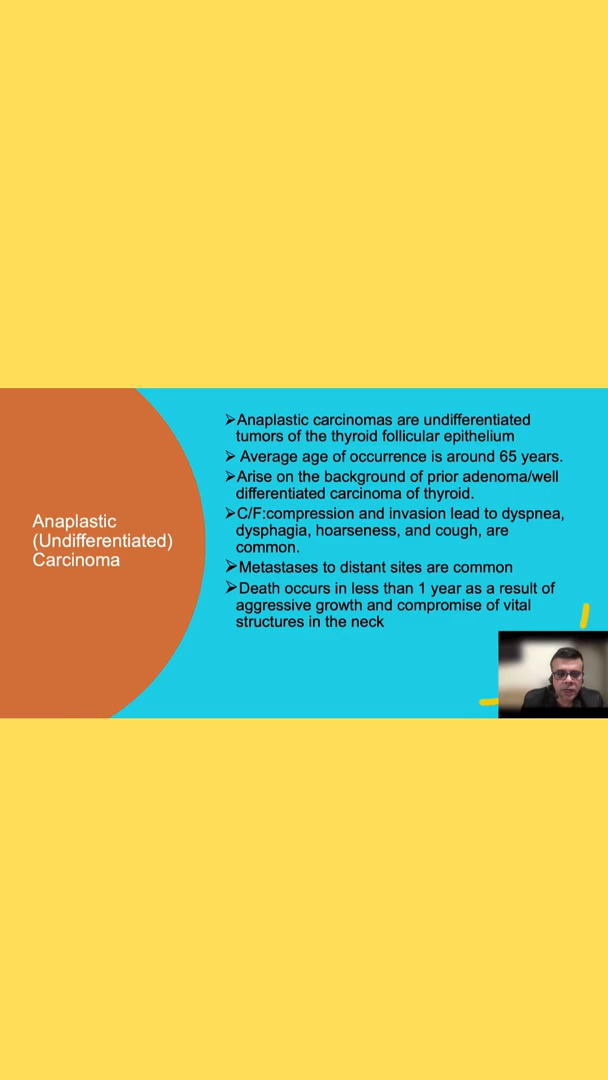 Anaplastic
(Undifferentiated)
Carcinoma
➢Anaplastic carcinomas are undifferentiated
tumors of the thyroid follicular epithelium
➢ Average age of occurrence is around 65 years.
➢Arise on the background of prior adenoma/well
differentiated carcinoma of thyroid.
➢C/F:compression and invasion lead to dyspnea,
dysphagia, hoarseness, and cough, are
common.
➢Metastases to distant sites are common
➢Death occurs in less than 1 year as a result of
aggressive growth and compromise of vital
structures in the neck